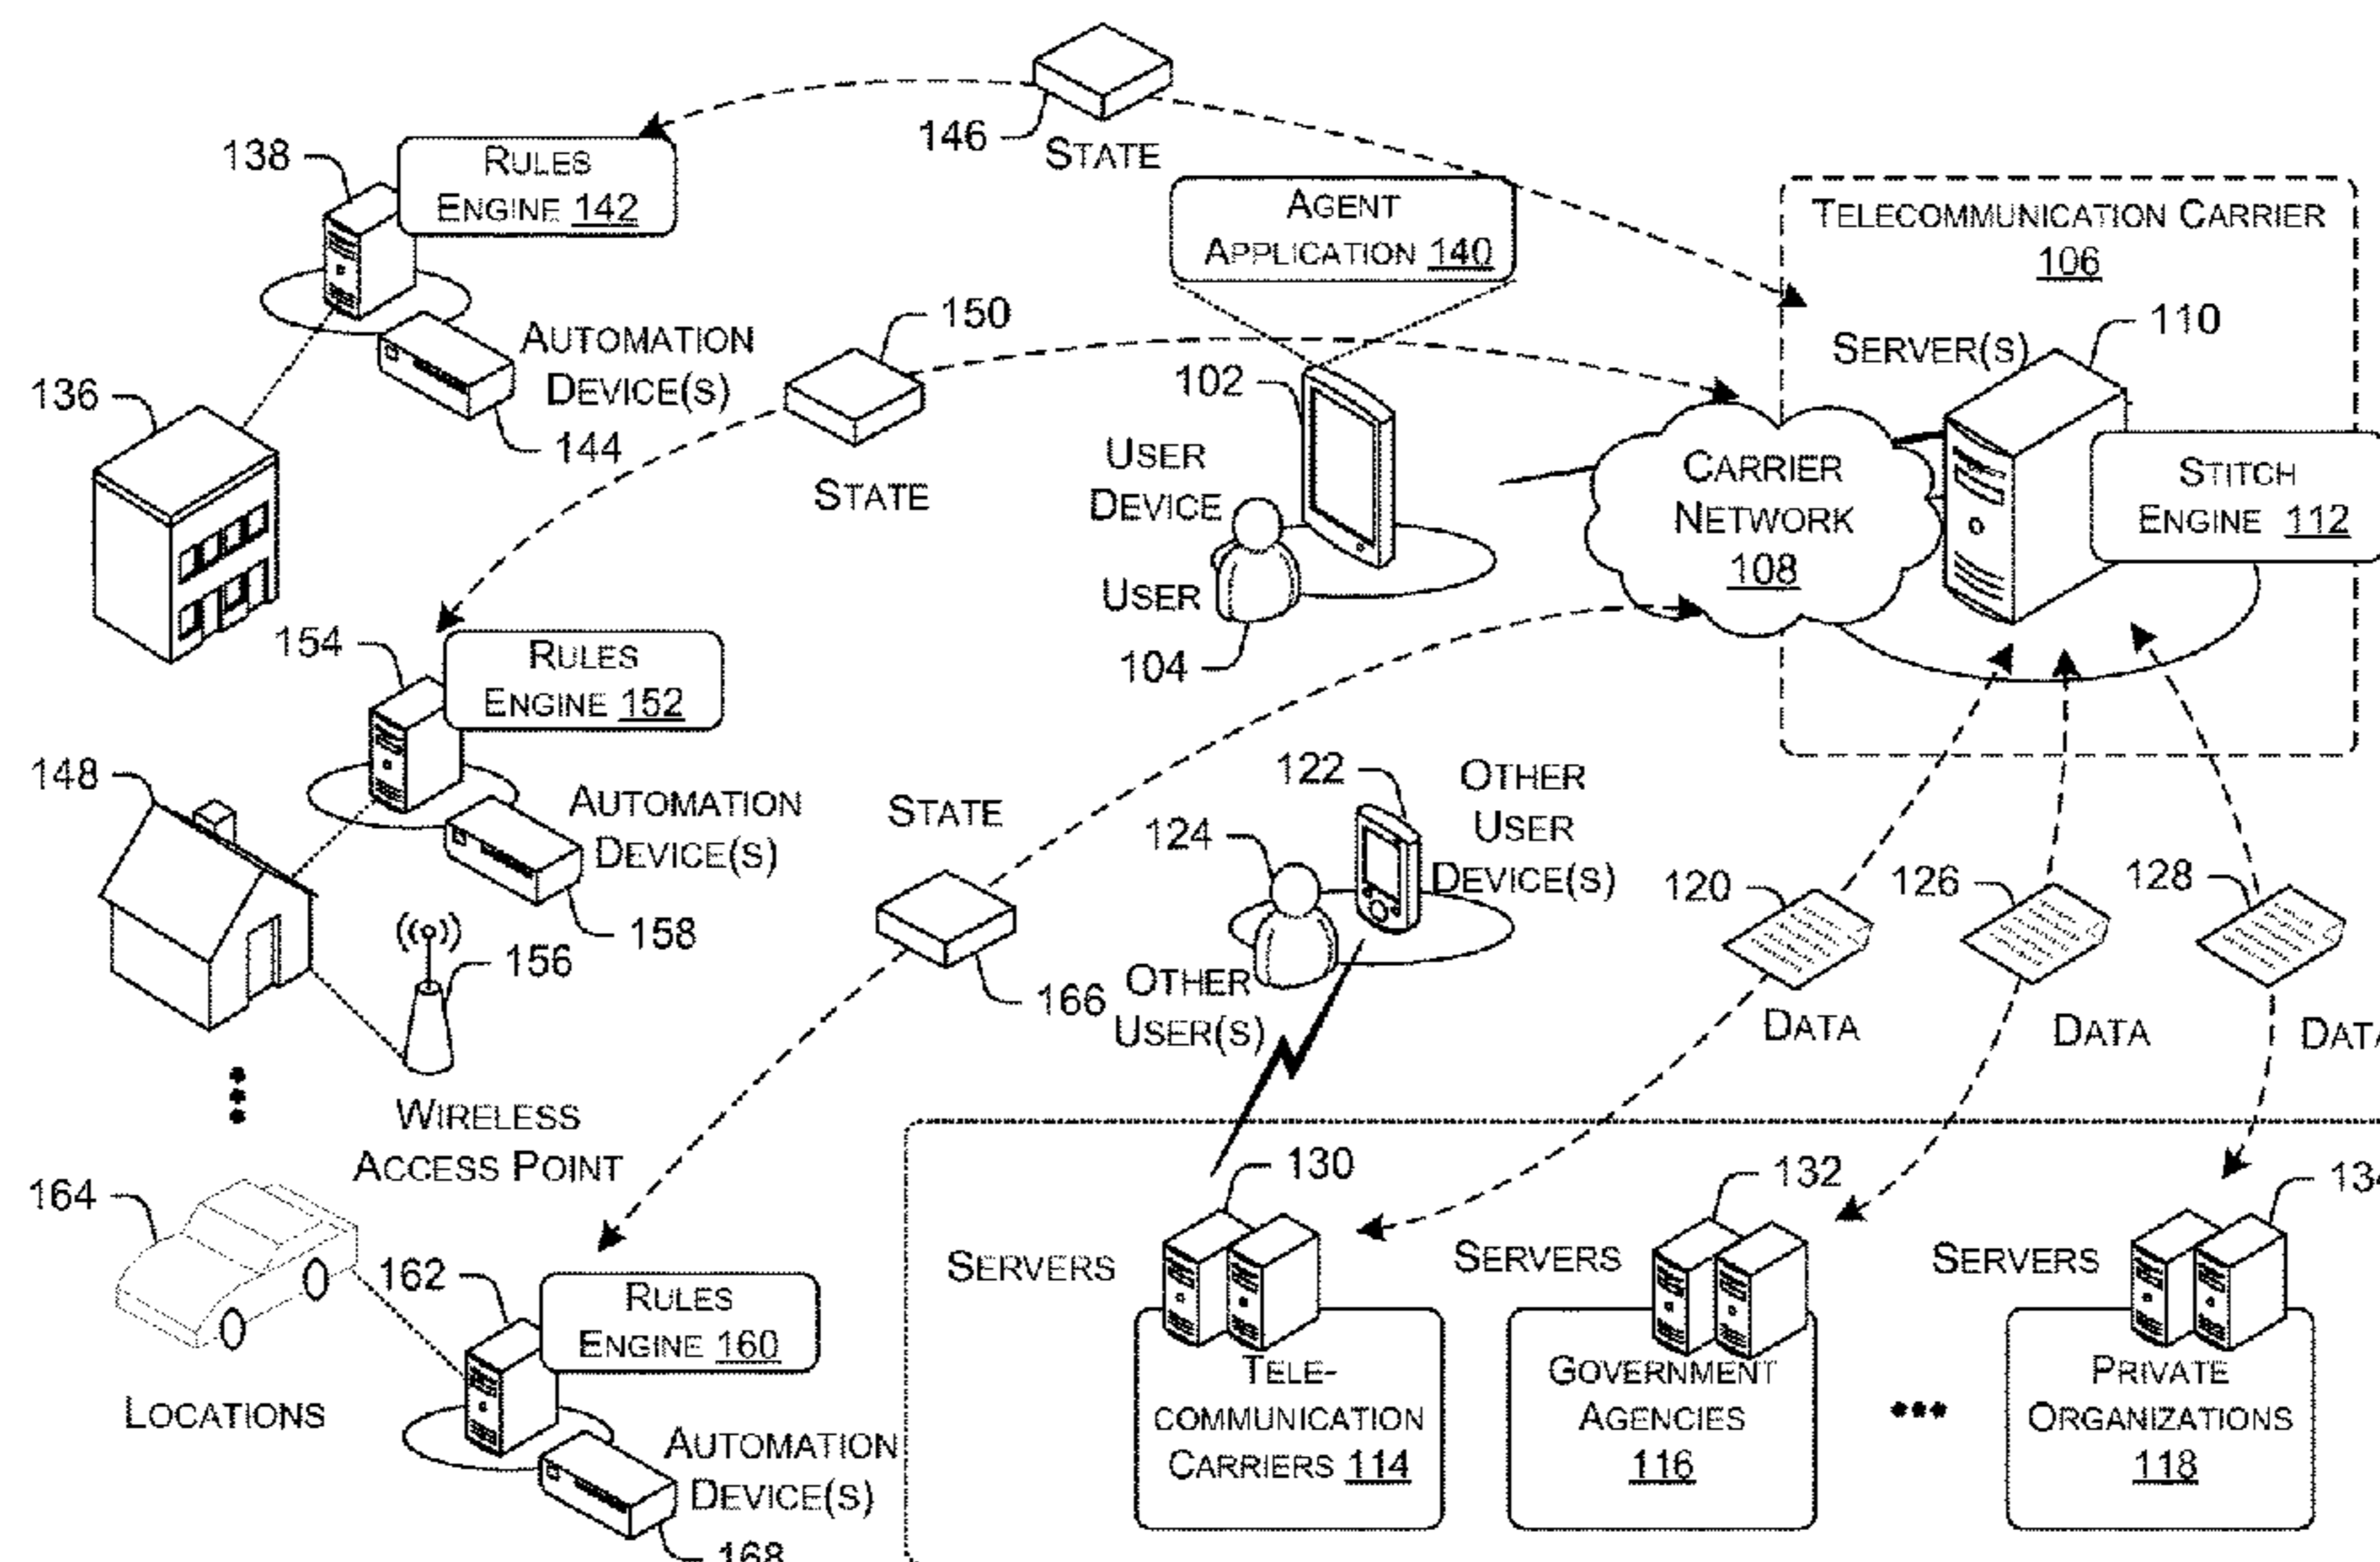 146
STATE
138
RULES
ENGINE 142
AGENT
APPLICATION 140
TELECOMMUNICATION CARRIER
106
150
AUTOMATION
DEVICE(S)
144
STATE
136
102
USER
DEVICE
USER
104
SERVER(S)
110
CARRIER
NETWORK
108
STITCH
ENGINE 112
154
RULES
ENGINE 152
148
AUTOMATION
DEVICE(S)
158
156
WIRELESS
ACCESS POINT
STATE
166
122
OTHER
USER
DEVICE(S)
124
OTHER
USER(S)
120
DATA
126
DATA
128
DATA
164
LOCATIONS
162
RULES
ENGINE 160
AUTOMATION
DEVICE(S)
168
SERVERS
130
TELE-
COMMUNICATION
CARRIERS 114
SERVERS
132
GOVERNMENT
AGENCIES
116
SERVERS
134
PRIVATE
ORGANIZATIONS
118